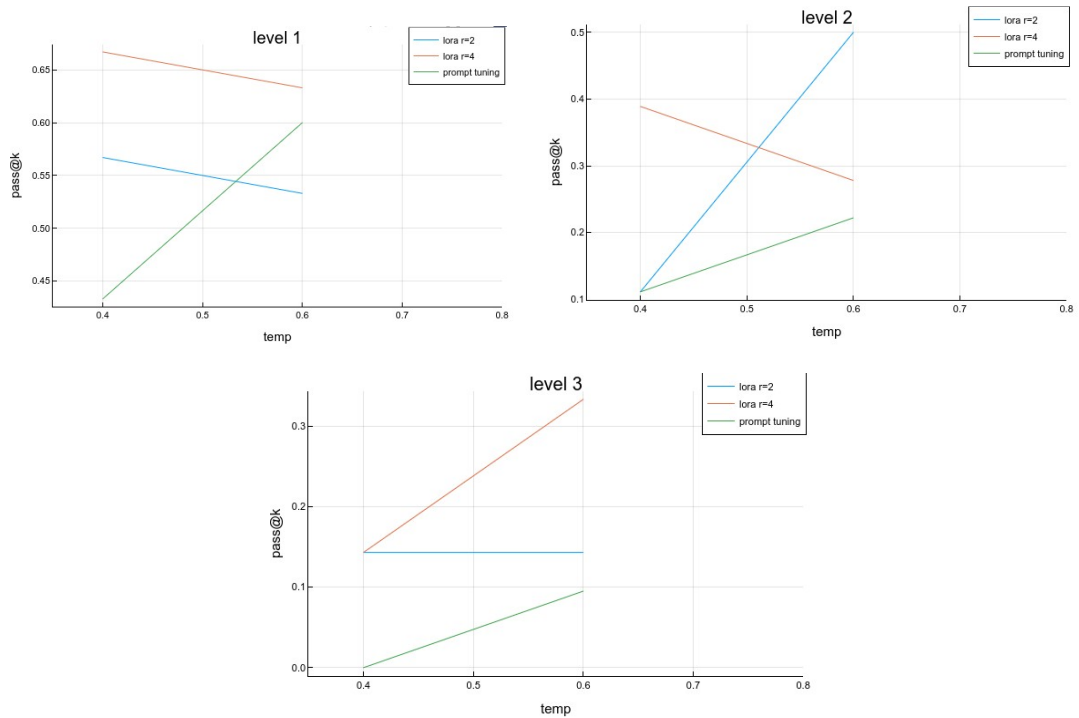 level 1
lora r=2
lora r=4
prompt tuning
0.65
0.60
0.55
0.50
0.45
pass@k
0.4 0.5 0.6 0.7 0.8
temp
level 2
lora r=2
lora r=4
prompt tuning
0.5
0.4
0.3
0.2
0.1
pass@k
0.4 0.5 0.6 0.7 0.8
temp
level 3
lora r=2
lora r=4
prompt tuning
0.3
0.2
0.1
0.0
pass@k
0.4 0.5 0.6 0.7 0.8
temp